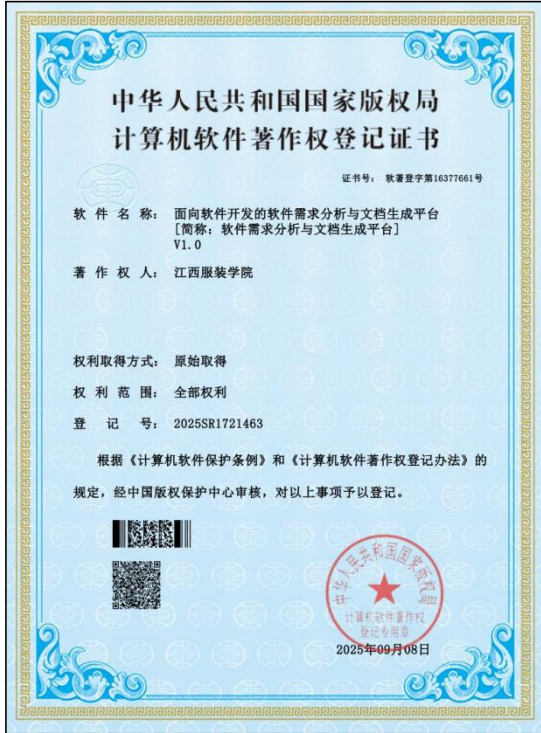 中华人民共和国国家版权局
计算机软件著作权登记证书
证书号： 软著登字第16377661号
软 件 名 称： 面向软件开发的软件需求分析与文档生成平台
[简称：软件需求分析与文档生成平台]
V1.0
著 作 权 人： 江西服装学院
权利取得方式： 原始取得
权 利 范 围： 全部权利
登 记 号： 2025SR1721463
根据《计算机软件保护条例》和《计算机软件著作权登记办法》的
规定，经中国版权保护中心审核，对以上事项予以登记。
中华人民共和国国家版权局
计算机软件著作权
登记专用章
2025年09月08日